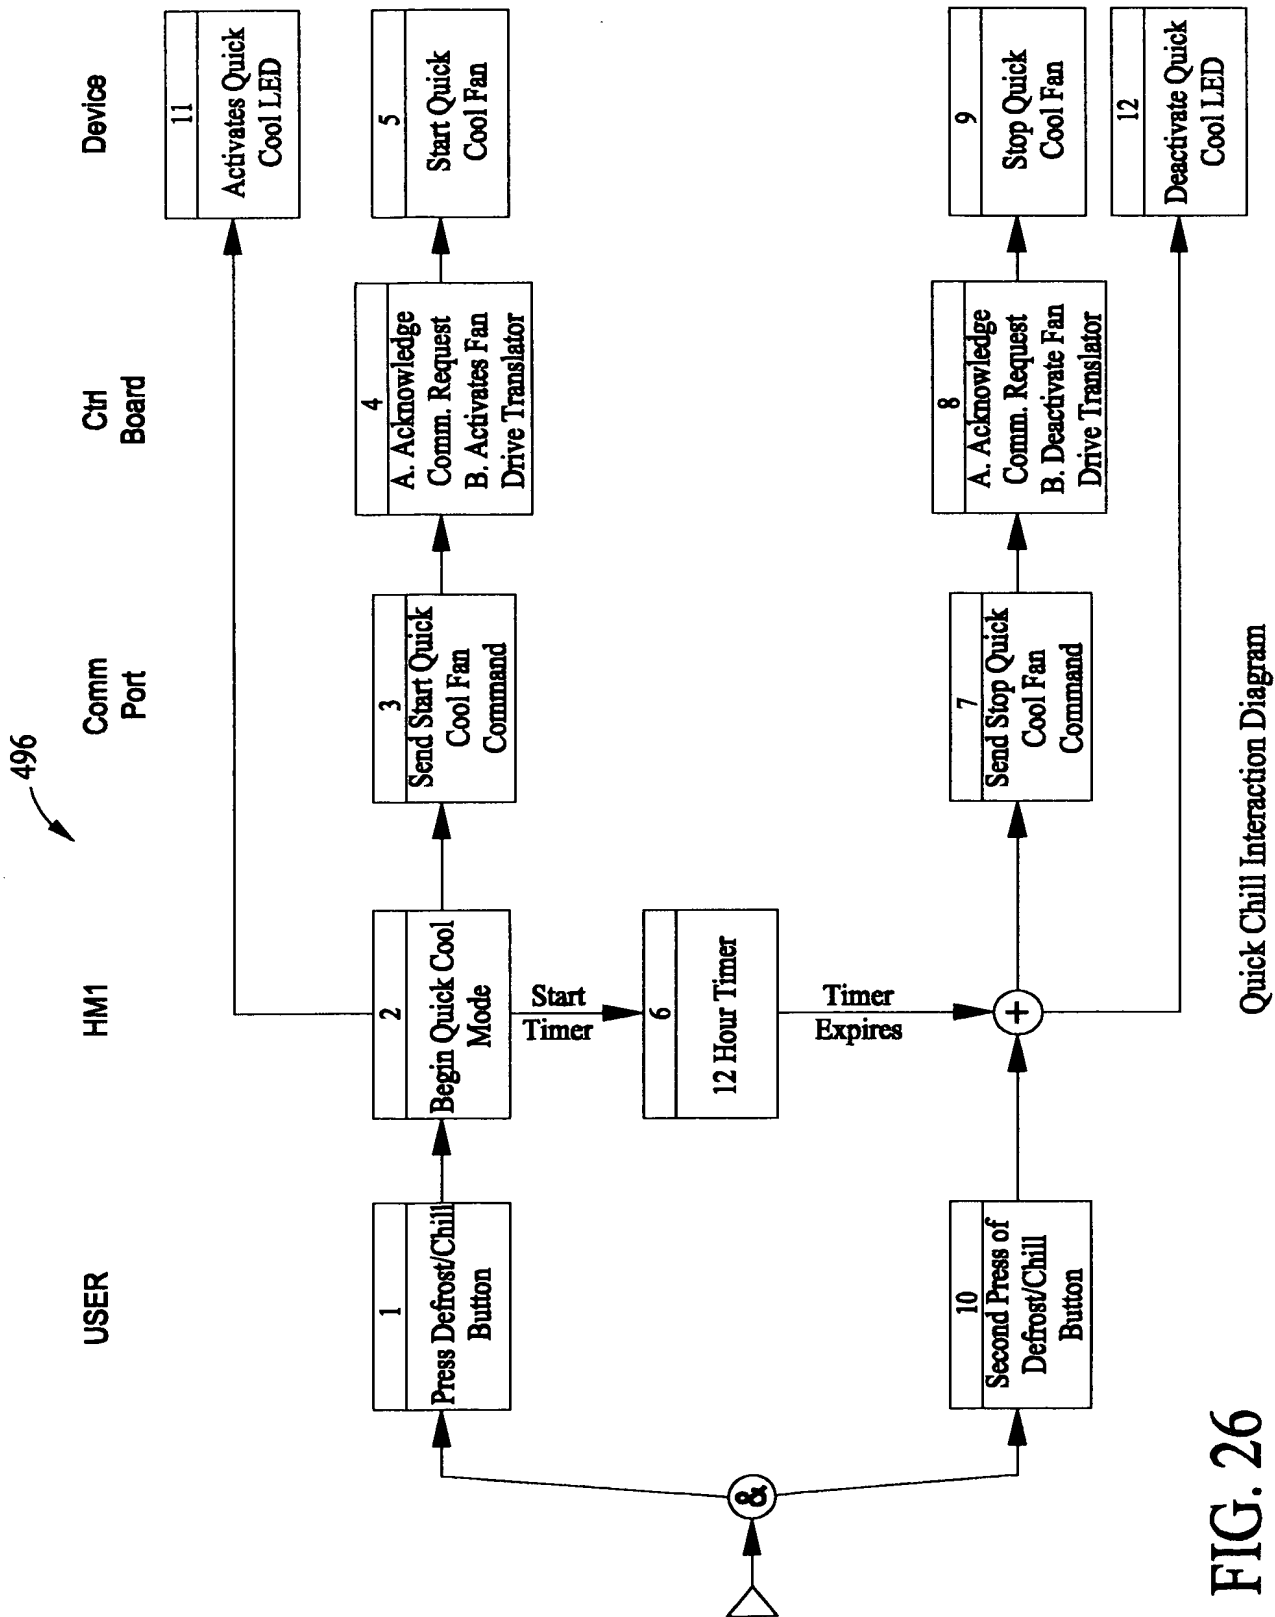 496
USER
HM1
Comm
Port
Ctrl
Board
Device
11
Activates Quick
Cool LED
1
Press Defrost/Chill
Button
2
Begin Quick Cool
Mode
3
Send Start Quick
Cool Fan
Command
4
A. Acknowledge
Comm. Request
B. Activates Fan
Drive Translator
5
Start Quick
Cool Fan
Start
Timer
6
12 Hour Timer
Timer
Expires
&
10
Second Press of
Defrost/Chill
Button
+
7
Send Stop Quick
Cool Fan
Command
8
A. Acknowledge
Comm. Request
B. Deactivate Fan
Drive Translator
9
Stop Quick
Cool Fan
12
Deactivate Quick
Cool LED
Quick Chill Interaction Diagram
FIG. 26